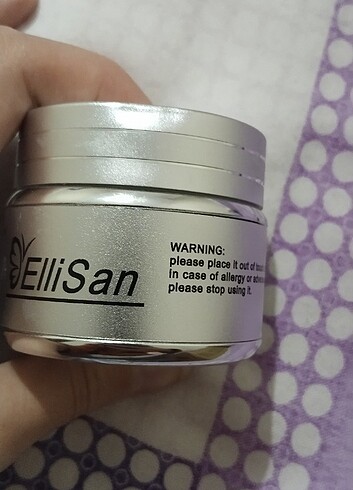 ElliSan
WARNING:
please place it out of
in case of allergy or
please stop using it.